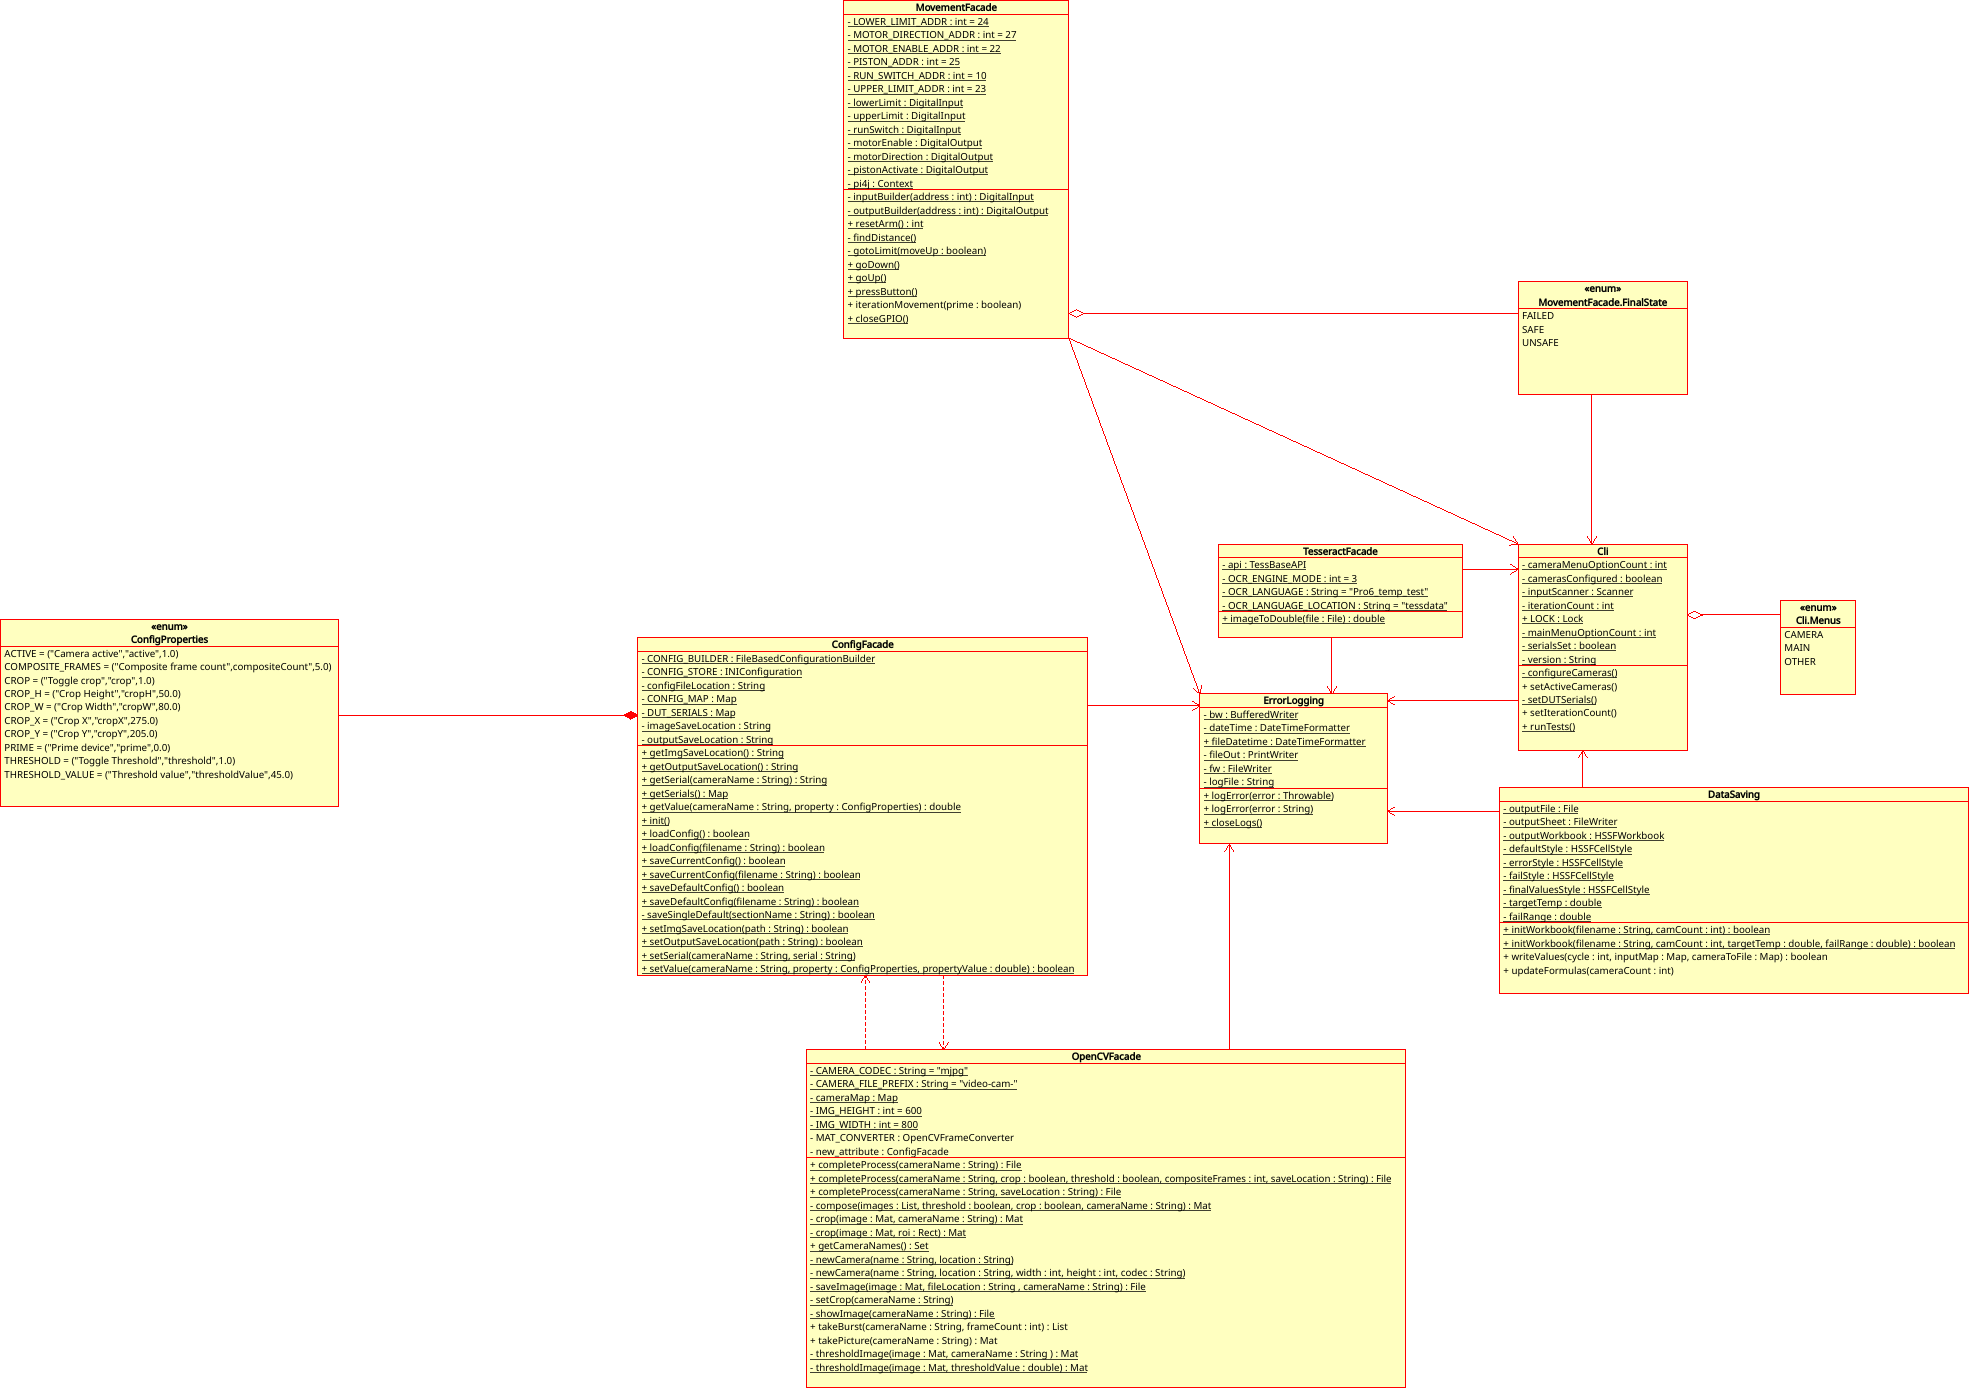 MovementFacade
- LOWER_LIMIT_ADDR : int = 24
- MOTOR_DIRECTION_ADDR : int = 27
- MOTOR_ENABLE_ADDR : int = 22
- PISTON_ADDR : int = 25
- RUN_SWITCH_ADDR : int = 10
- UPPER_LIMIT_ADDR : int = 23
- lowerLimit : DigitalInput
- upperLimit : DigitalInput
- runSwitch : DigitalInput
- motorEnable : DigitalOutput
- motorDirection : DigitalOutput
- pistonActivate : DigitalOutput
- pi4j : Context
- inputBuilder(address : int) : DigitalInput
- outputBuilder(address : int) : DigitalOutput
+ resetArm() : int
- findDistance()
- gotoLimit(moveUp : boolean)
+ goDown()
+ goUp()
+ pressButton()
+ iterationMovement(prime : boolean)
+ closeGPIO()
«enum»
MovementFacade.FinalState
FAILED
SAFE
UNSAFE
TesseractFacade
- api : TessBaseAPI
- OCR_ENGINE_MODE : int = 3
- OCR_LANGUAGE : String = "Pro6_temp_test"
- OCR_LANGUAGE_LOCATION : String = "tessdata"
+ imageToDouble(file : File) : double
Cli
- cameraMenuOptionCount : int
- camerasConfigured : boolean
- inputScanner : Scanner
- iterationCount : int
+ LOCK : Lock
- mainMenuOptionCount : int
- serialsSet : boolean
- version : String
- configureCameras()
+ setActiveCameras()
- setDUTSerials()
+ setIterationCount()
+ runTests()
«enum»
Cli.Menus
CAMERA
MAIN
OTHER
«enum»
ConfigProperties
ACTIVE = ("Camera active","active",1.0)
COMPOSITE_FRAMES = ("Composite frame count",compositeCount",5.0)
CROP = ("Toggle crop","crop",1.0)
CROP_H = ("Crop Height","cropH",50.0)
CROP_W = ("Crop Width","cropW",80.0)
CROP_X = ("Crop X","cropX",275.0)
CROP_Y = ("Crop Y","cropY",205.0)
PRIME = ("Prime device","prime",0.0)
THRESHOLD = ("Toggle Threshold","threshold",1.0)
THRESHOLD_VALUE = ("Threshold value","thresholdValue",45.0)
ConfigFacade
- CONFIG_BUILDER : FileBasedConfigurationBuilder
- CONFIG_STORE : INIConfiguration
- configFileLocation : String
- CONFIG_MAP : Map
- DUT_SERIALS : Map
- imageSaveLocation : String
- outputSaveLocation : String
+ getImgSaveLocation() : String
+ getOutputSaveLocation() : String
+ getSerial(cameraName : String) : String
+ getSerials() : Map
+ getValue(cameraName : String, property : ConfigProperties) : double
+ init()
+ loadConfig() : boolean
+ loadConfig(filename : String) : boolean
+ saveCurrentConfig() : boolean
+ saveCurrentConfig(filename : String) : boolean
+ saveDefaultConfig() : boolean
+ saveDefaultConfig(filename : String) : boolean
- saveSingleDefault(sectionName : String) : boolean
+ setImgSaveLocation(path : String) : boolean
+ setOutputSaveLocation(path : String) : boolean
+ setSerial(cameraName : String, serial : String)
+ setValue(cameraName : String, property : ConfigProperties, propertyValue : double) : boolean
ErrorLogging
- bw : BufferedWriter
- dateTime : DateTimeFormatter
+ fileDatetime : DateTimeFormatter
- fileOut : PrintWriter
- fw : FileWriter
- logFile : String
+ logError(error : Throwable)
+ logError(error : String)
+ closeLogs()
DataSaving
- outputFile : File
- outputSheet : FileWriter
- outputWorkbook : HSSFWorkbook
- defaultStyle : HSSFCellStyle
- errorStyle : HSSFCellStyle
- failStyle : HSSFCellStyle
- finalValuesStyle : HSSFCellStyle
- targetTemp : double
- failRange : double
+ initWorkbook(filename : String, camCount : int) : boolean
+ initWorkbook(filename : String, camCount : int, targetTemp : double, failRange : double) : boolean
+ writeValues(cycle : int, inputMap : Map, cameraToFile : Map) : boolean
+ updateFormulas(cameraCount : int)
OpenCVFacade
- CAMERA_CODEC : String = "mjpg"
- CAMERA_FILE_PREFIX : String = "video-cam-"
- cameraMap : Map
- IMG_HEIGHT : int = 600
- IMG_WIDTH : int = 800
- MAT_CONVERTER : OpenCVFrameConverter
- new_attribute : ConfigFacade
+ completeProcess(cameraName : String) : File
+ completeProcess(cameraName : String, crop : boolean, threshold : boolean, compositeFrames : int, saveLocation : String) : File
+ completeProcess(cameraName : String, saveLocation : String) : File
- compose(images : List, threshold : boolean, crop : boolean, cameraName : String) : Mat
- crop(image : Mat, cameraName : String) : Mat
- crop(image : Mat, roi : Rect) : Mat
+ getCameraNames() : Set
- newCamera(name : String, location : String)
- newCamera(name : String, location : String, width : int, height : int, codec : String)
- saveImage(image : Mat, fileLocation : String , cameraName : String) : File
- setCrop(cameraName : String)
- showImage(cameraName : String) : File
+ takeBurst(cameraName : String, frameCount : int) : List
+ takePicture(cameraName : String) : Mat
- thresholdImage(image : Mat, cameraName : String ) : Mat
- thresholdImage(image : Mat, thresholdValue : double) : Mat